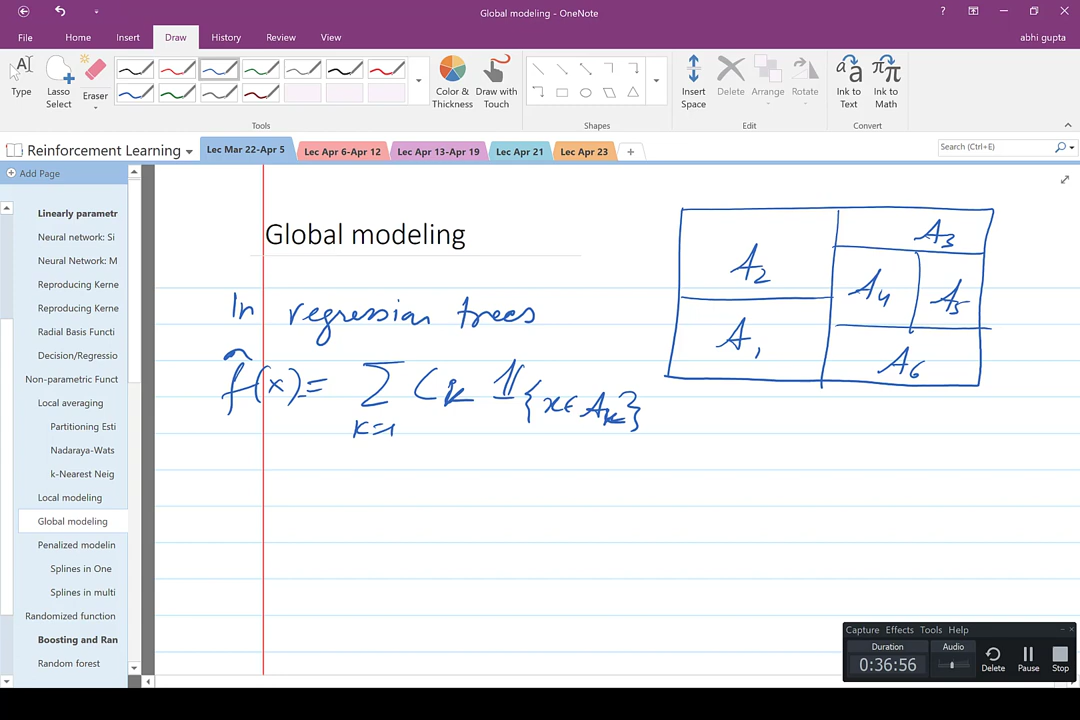 Global modeling - OneNote
File Home Insert Draw History Review View
abhi gupta
Type
Lasso Select
Eraser
Color & Thickness
Draw with Touch
Insert Space
Delete
Arrange
Rotate
Ink to Text
Ink to Math
Tools
Shapes
Edit
Convert
Reinforcement Learning
Lec Mar 22-Apr 5
Lec Apr 6-Apr 12
Lec Apr 13-Apr 19
Lec Apr 21
Lec Apr 23
Search (Ctrl+E)
Add Page
Linearly parametr
Neural network: Si
Neural Network: M
Reproducing Kerne
Reproducing Kerne
Radial Basis Functi
Decision/Regressio
Non-parametric Funct
Local averaging
Partitioning Esti
Nadaraya-Wats
k-Nearest Neig
Local modeling
Global modeling
Penalized modelin
Splines in One
Splines in multi
Randomized function
Boosting and Ran
Random forest
Global modeling
In regression trees
f̂(x) = Σ_{k=1} C_k 𝟙_{x∈A_k}
A3
A2
A4
A5
A1
A6
Capture Effects Tools Help
Duration
0:36:56
Audio
Delete
Pause
Stop